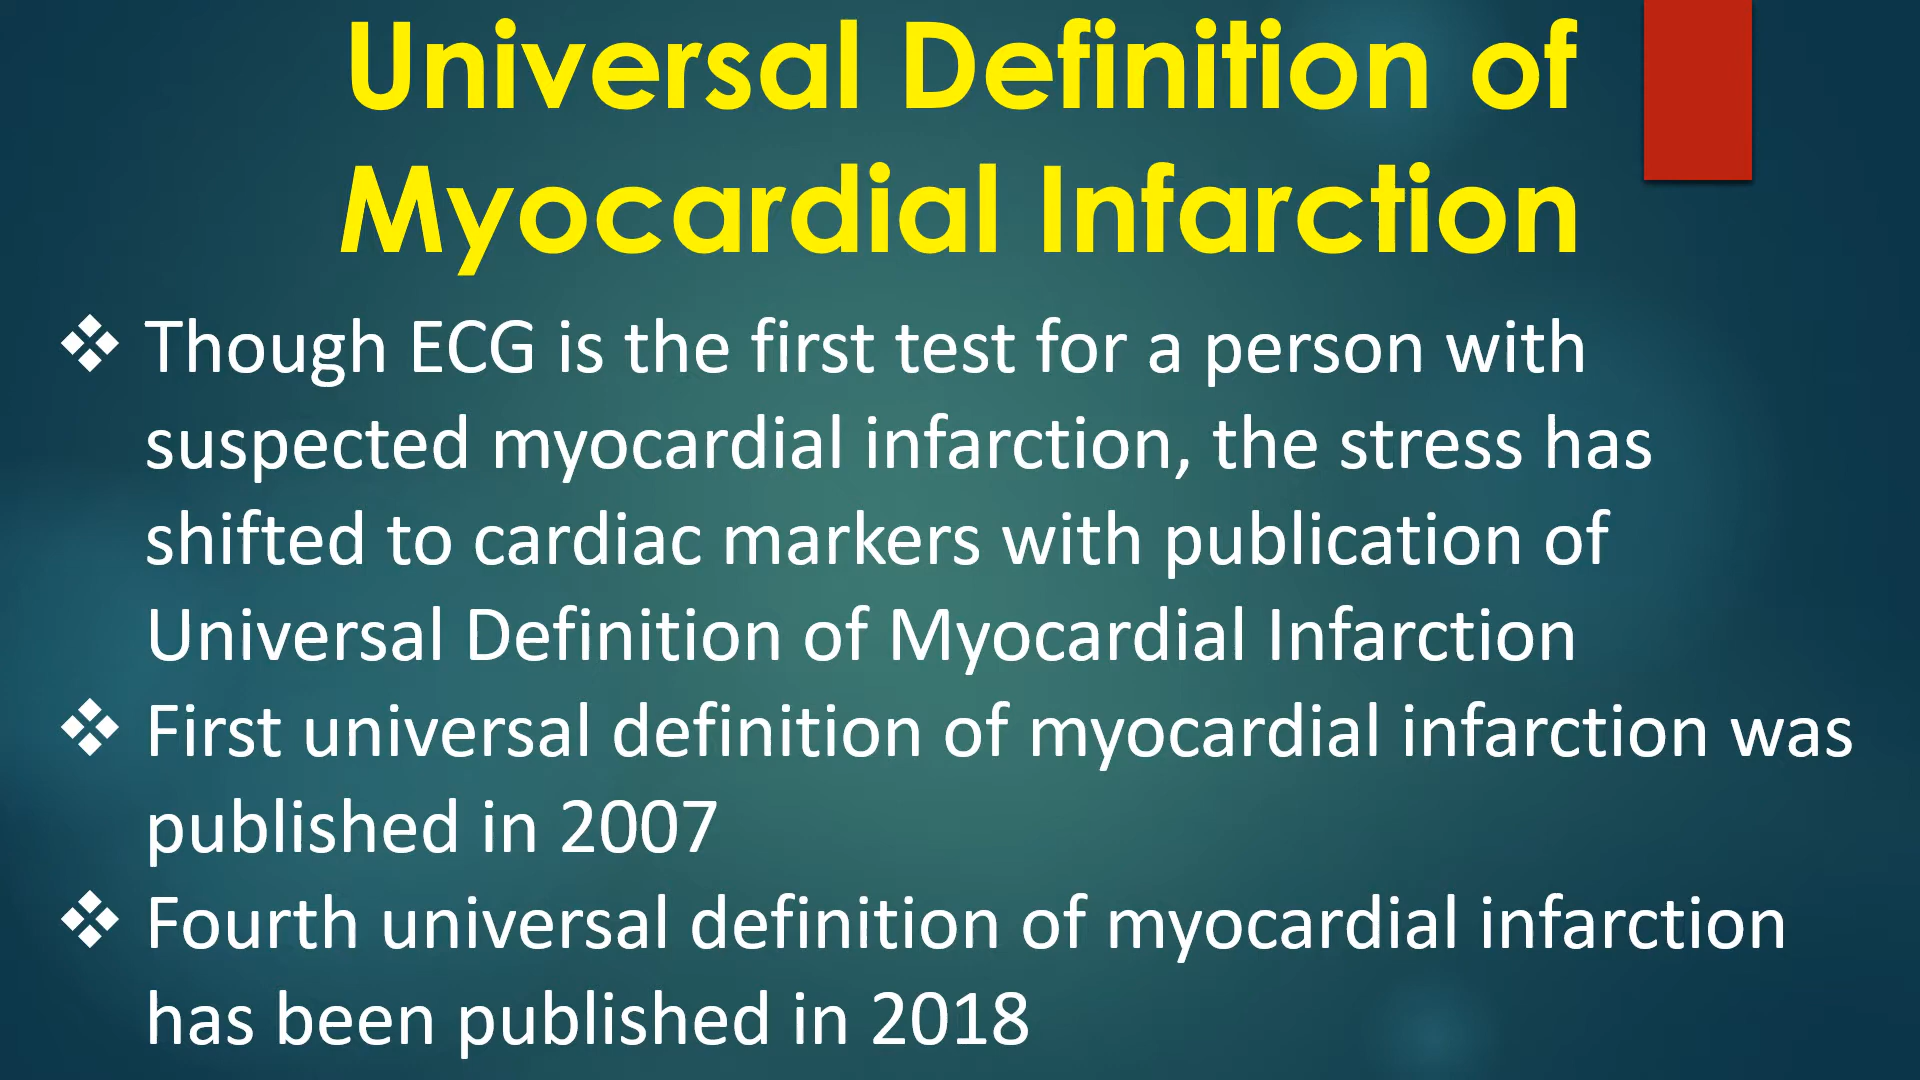 Universal Definition of
Myocardial Infarction
❖ Though ECG is the first test for a person with
suspected myocardial infarction, the stress has
shifted to cardiac markers with publication of
Universal Definition of Myocardial Infarction
❖ First universal definition of myocardial infarction was
published in 2007
❖ Fourth universal definition of myocardial infarction
has been published in 2018